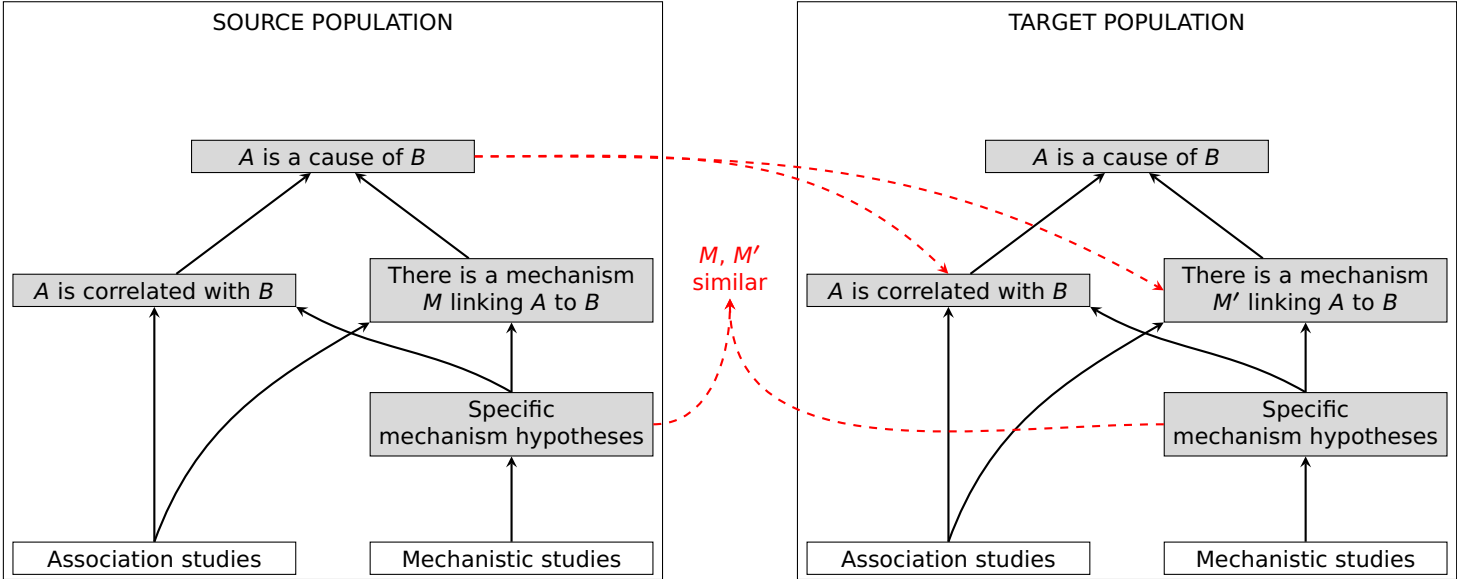 SOURCE POPULATION
A is a cause of B
A is correlated with B
There is a mechanism
M linking A to B
Specific
mechanism hypotheses
Association studies
Mechanistic studies
M, M′
similar
TARGET POPULATION
A is a cause of B
A is correlated with B
There is a mechanism
M′ linking A to B
Specific
mechanism hypotheses
Association studies
Mechanistic studies